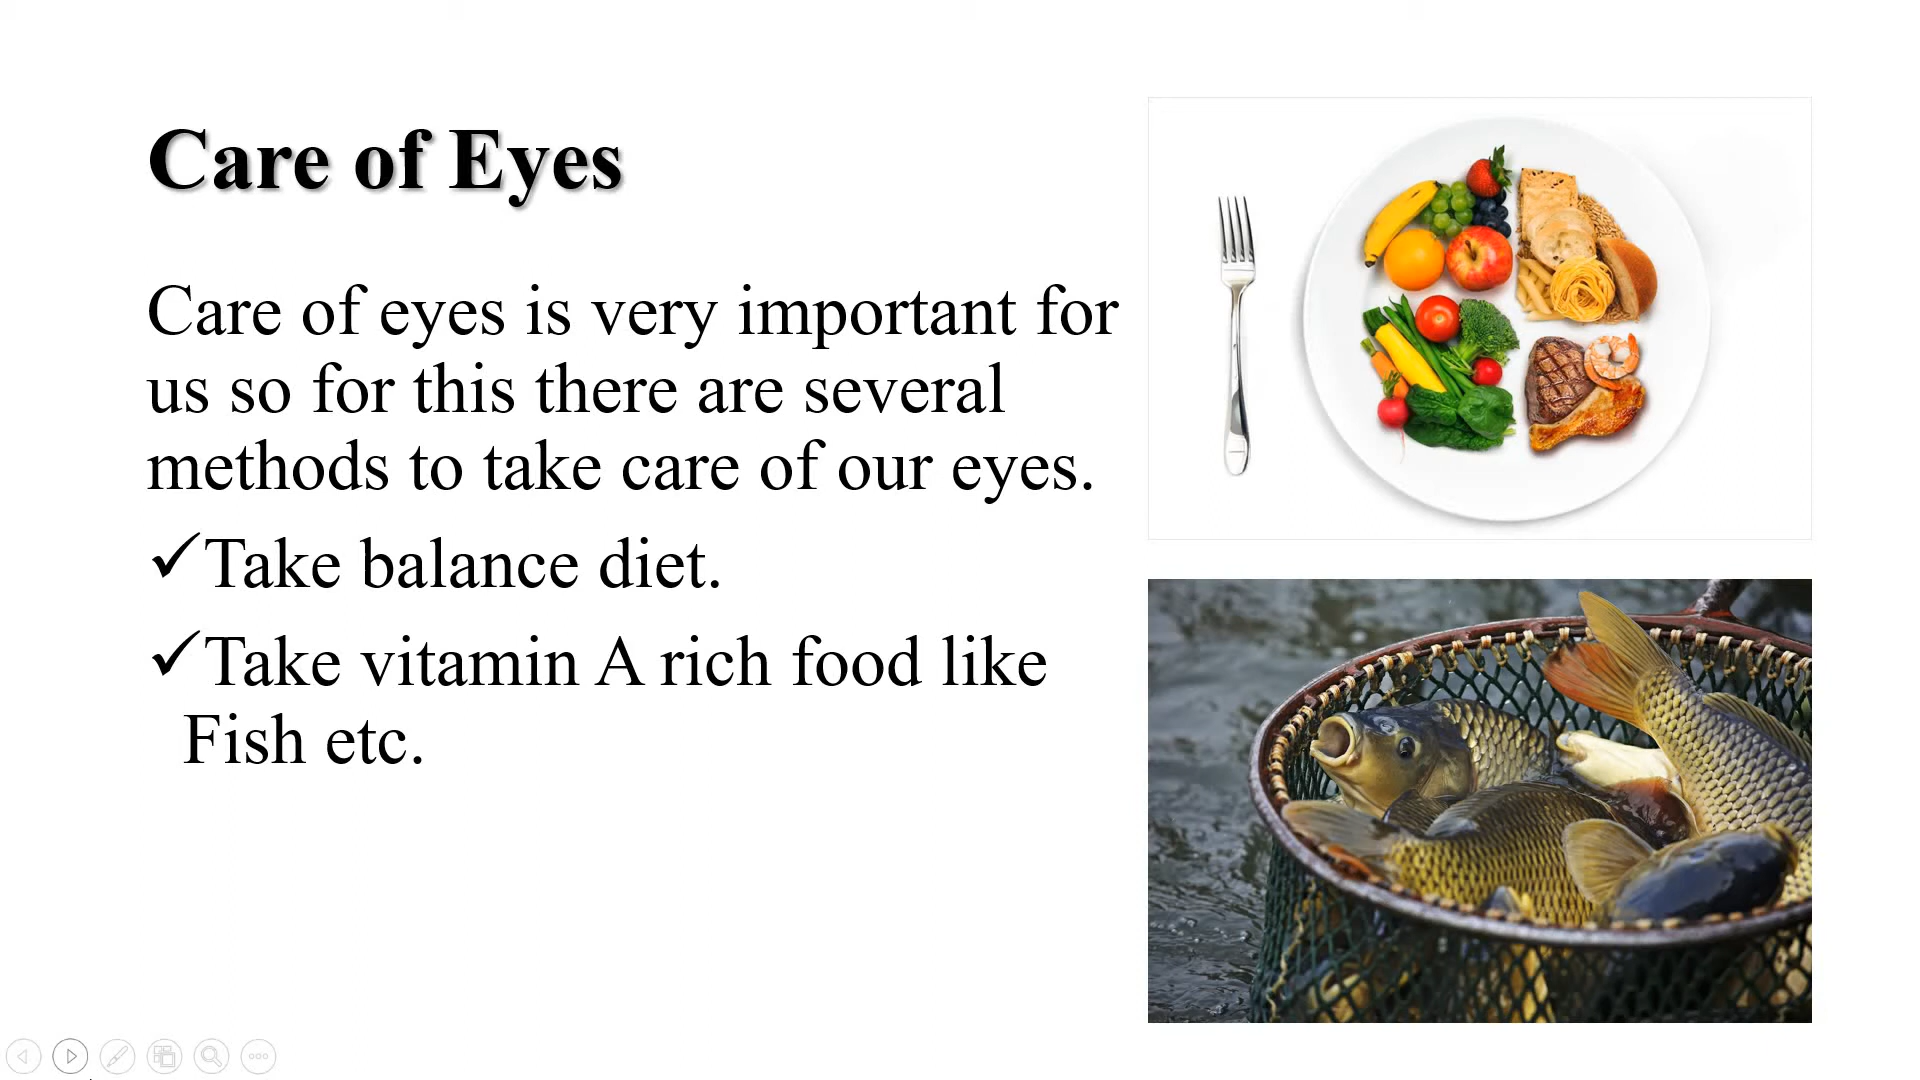 Care of Eyes
Care of eyes is very important for
us so for this there are several
methods to take care of our eyes.
✓Take balance diet.
✓Take vitamin A rich food like
Fish etc.